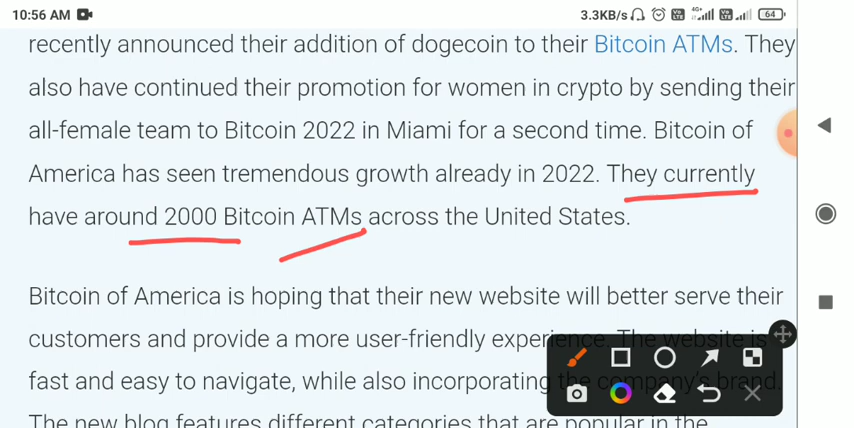 10:56 AM
3.3KB/s 4G+ 64
recently announced their addition of dogecoin to their Bitcoin ATMs. They
also have continued their promotion for women in crypto by sending their
all-female team to Bitcoin 2022 in Miami for a second time. Bitcoin of
America has seen tremendous growth already in 2022. They currently
have around 2000 Bitcoin ATMs across the United States.
Bitcoin of America is hoping that their new website will better serve their
customers and provide a more user-friendly experience. The website is
fast and easy to navigate, while also incorporating the company's brand.
The new blog features different categories that are popular in the